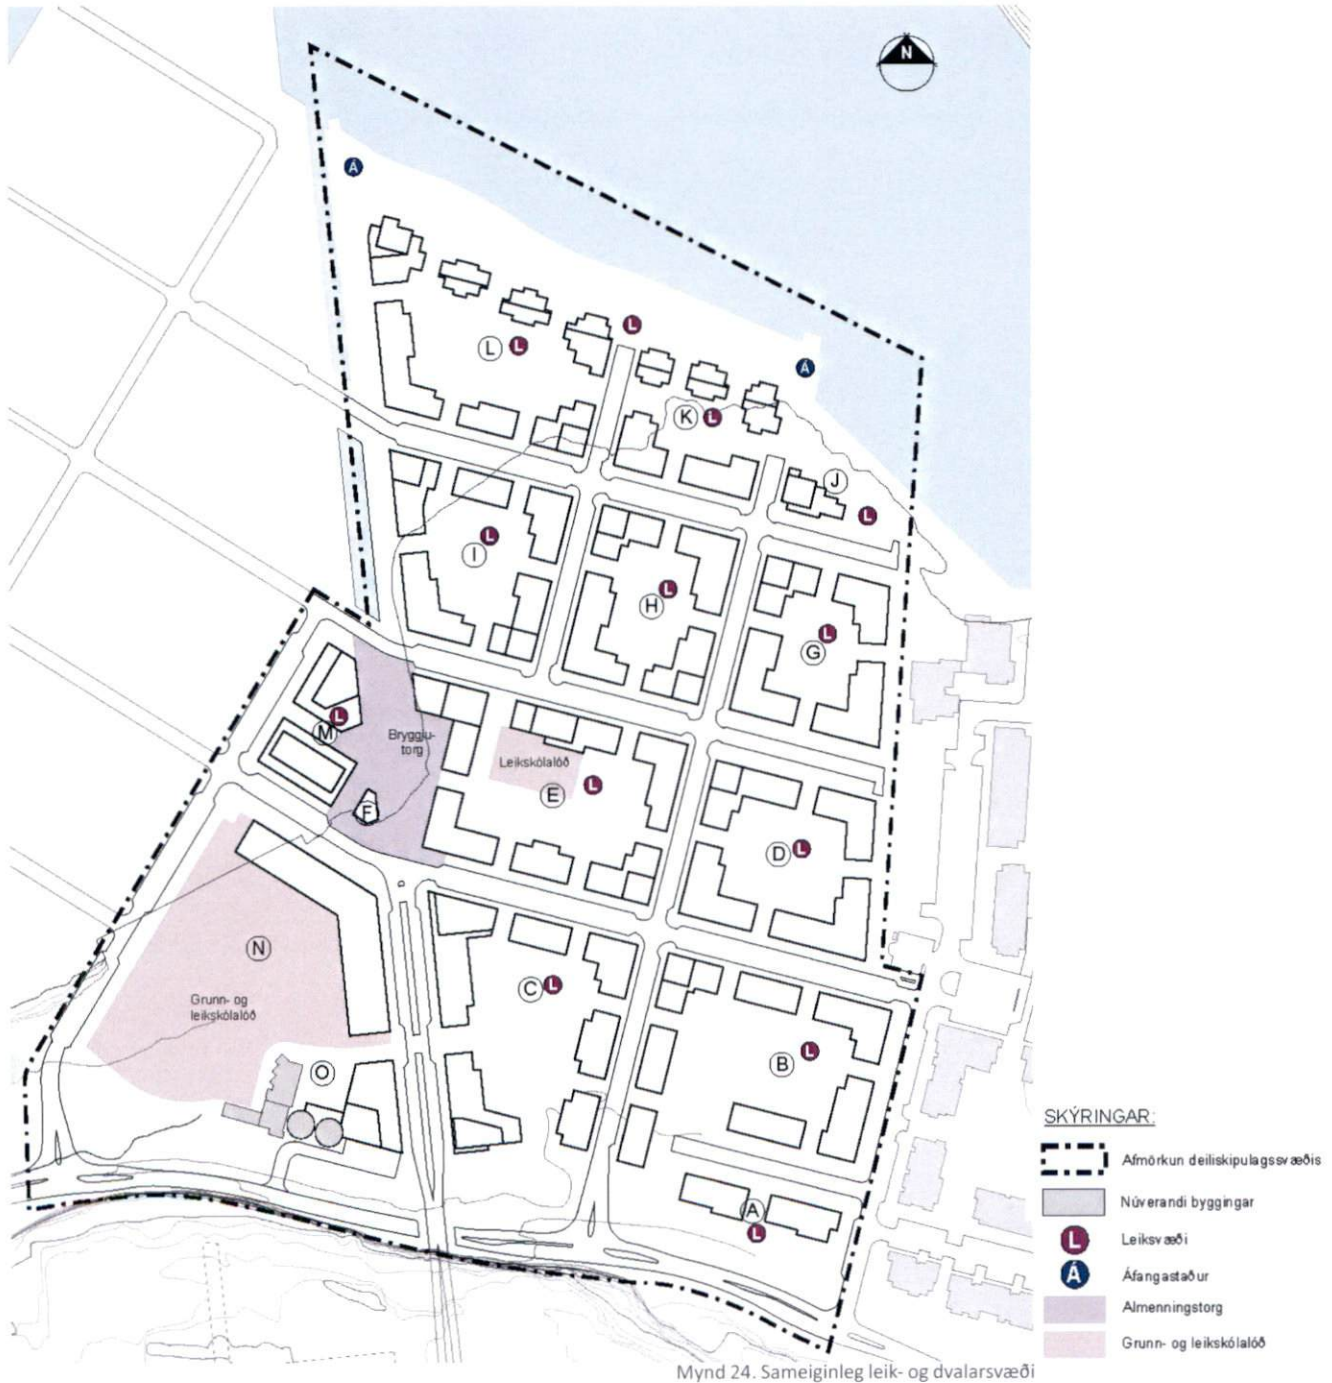 N
Á
L
L
L
Á
K
L
J
L
I
L
H
L
G
L
M
L
Bryggju-
torg
F
Leikskólalóð
E
L
D
L
N
Grunn- og
leikskólalóð
C
L
O
B
L
A
L
SKÝRINGAR:
Afmörkun deiliskipulagssvæðis
Núverandi byggingar
L Leiksvæði
Á Áfangastaður
Almenningstorg
Grunn- og leikskólalóð
Mynd 24. Sameiginleg leik- og dvalarsvæði